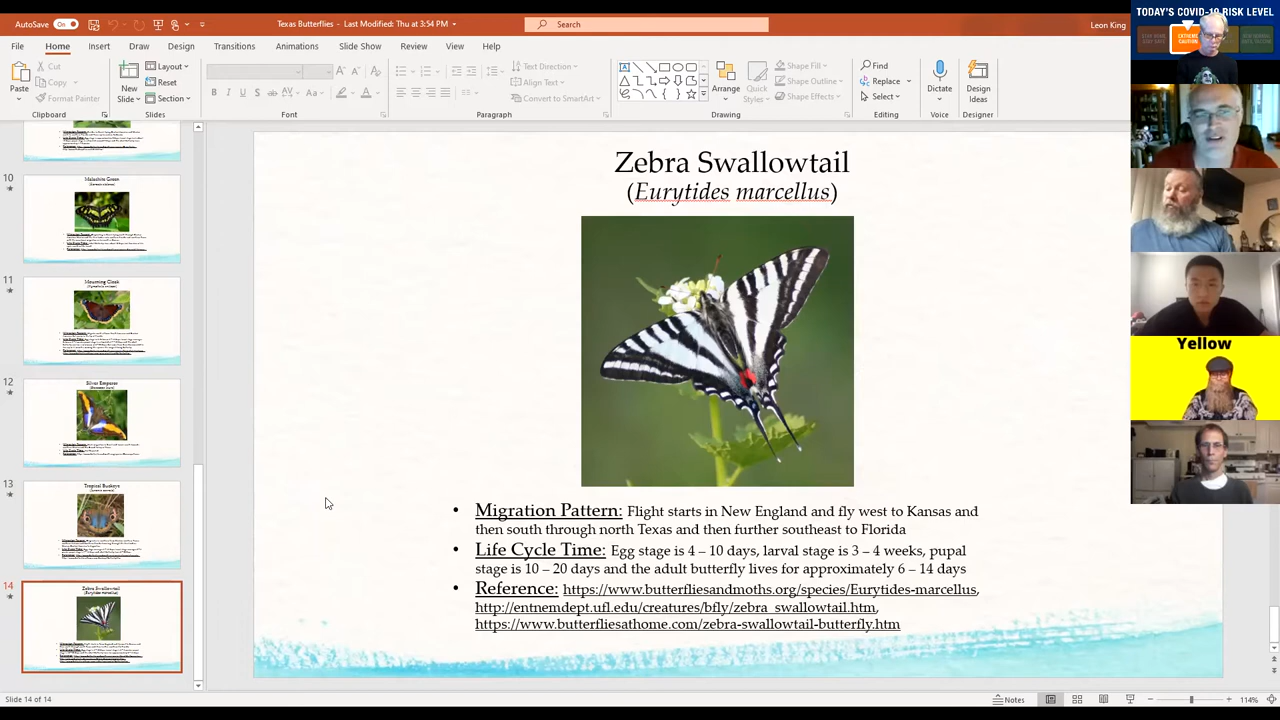 AutoSave
On
Texas Butterflies - Last Modified: Thu at 3:54 PM
Search
Leon King
File Home Insert Draw Design Transitions Animations Slide Show Review View Help
Cut
Copy
Format Painter
Paste
Clipboard
New
Slide
Layout
Reset
Section
Slides
B I U S ab AV Aa A
Font
Text Direction
Align Text
Convert to SmartArt
Paragraph
Arrange
Quick
Styles
Shape Fill
Shape Outline
Shape Effects
Drawing
Find
Replace
Select
Editing
Dictate
Voice
Design
Ideas
Designer
10
Malachite Green
11
Mourning Cloak
12
Silver Emperor
13
Tropical Buckeye
14
Zebra Swallowtail
(Eurytides marcellus)
Zebra Swallowtail
(Eurytides marcellus)
• Migration Pattern: Flight starts in New England and fly west to Kansas and
then south through north Texas and then further southeast to Florida
• Life Cycle Time: Egg stage is 4 – 10 days, larval stage is 3 – 4 weeks, pupal
stage is 10 – 20 days and the adult butterfly lives for approximately 6 – 14 days
• Reference: https://www.butterfliesandmoths.org/species/Eurytides-marcellus,
http://entnemdept.ufl.edu/creatures/bfly/zebra_swallowtail.htm,
https://www.butterfliesathome.com/zebra-swallowtail-butterfly.htm
TODAY'S COVID-19 RISK LEVEL
Yellow
Slide 14 of 14
Notes
114%